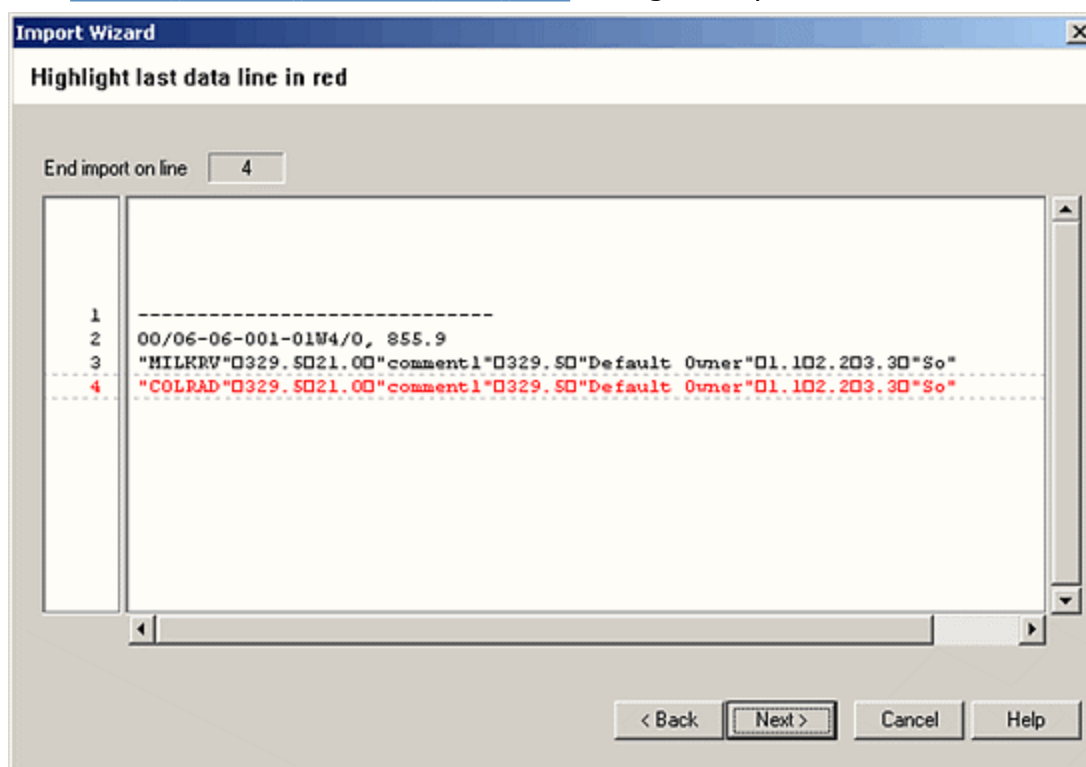 Import Wizard
Highlight last data line in red
End import on line 4
1 -----------------------------
2 00/06-06-001-01W4/0, 855.9
3 "MILKRV"□329.5□21.0□"comment1"□329.5□"Default Owner"□1.1□2.2□3.3□"So"
4 "COLRAD"□329.5□21.0□"comment1"□329.5□"Default Owner"□1.1□2.2□3.3□"So"
< Back Next > Cancel Help